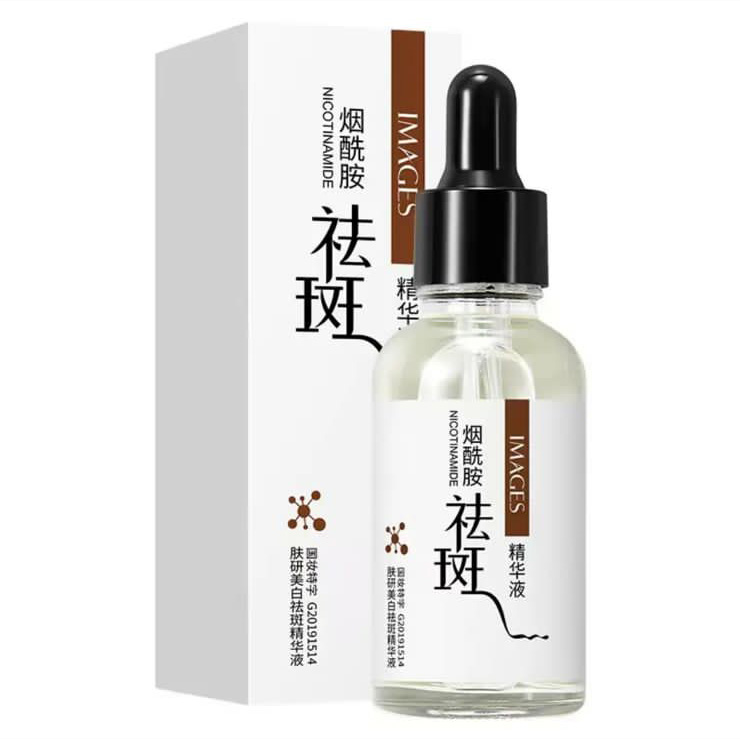 IMAGES
精华
烟酰胺
NICOTINAMIDE
祛斑
国妆特字 G20191514
肤研美白祛斑精华液
IMAGES
精华液
烟酰胺
NICOTINAMIDE
祛斑
国妆特字 G20191514
肤研美白祛斑精华液